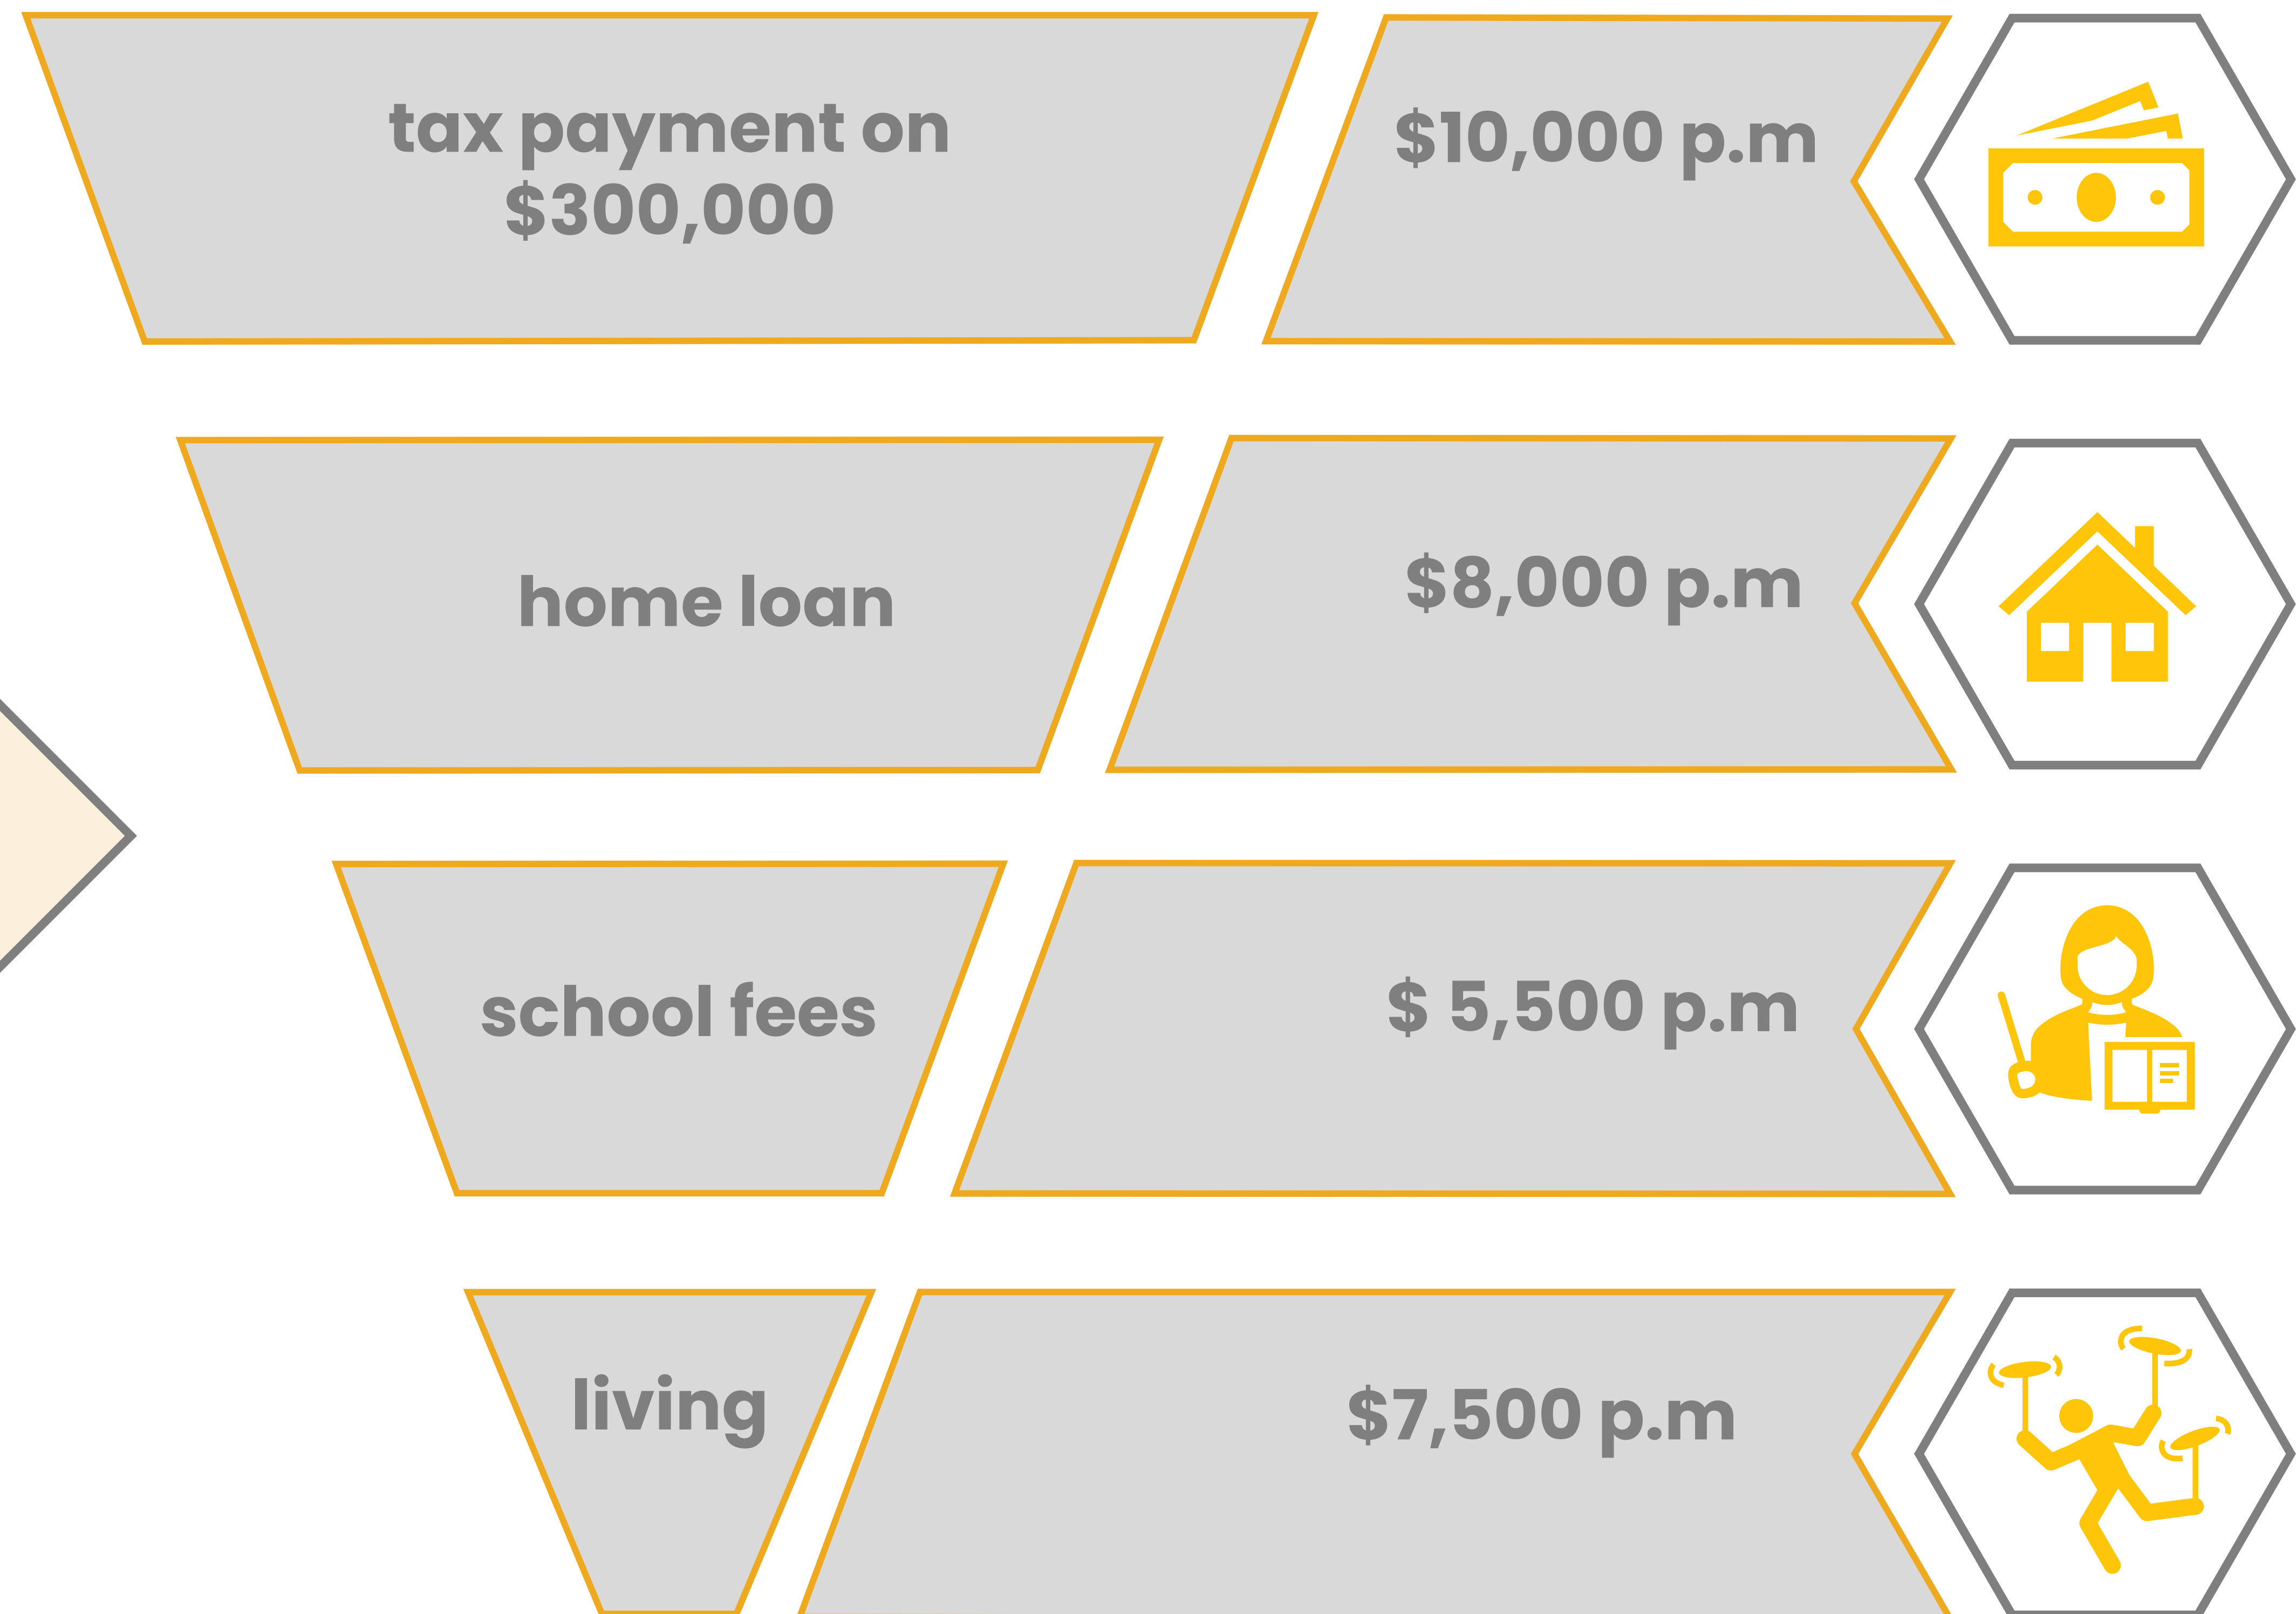 tax payment on
$300,000
$10,000 p.m
home loan
$8,000 p.m
school fees
$ 5,500 p.m
living
$7,500 p.m